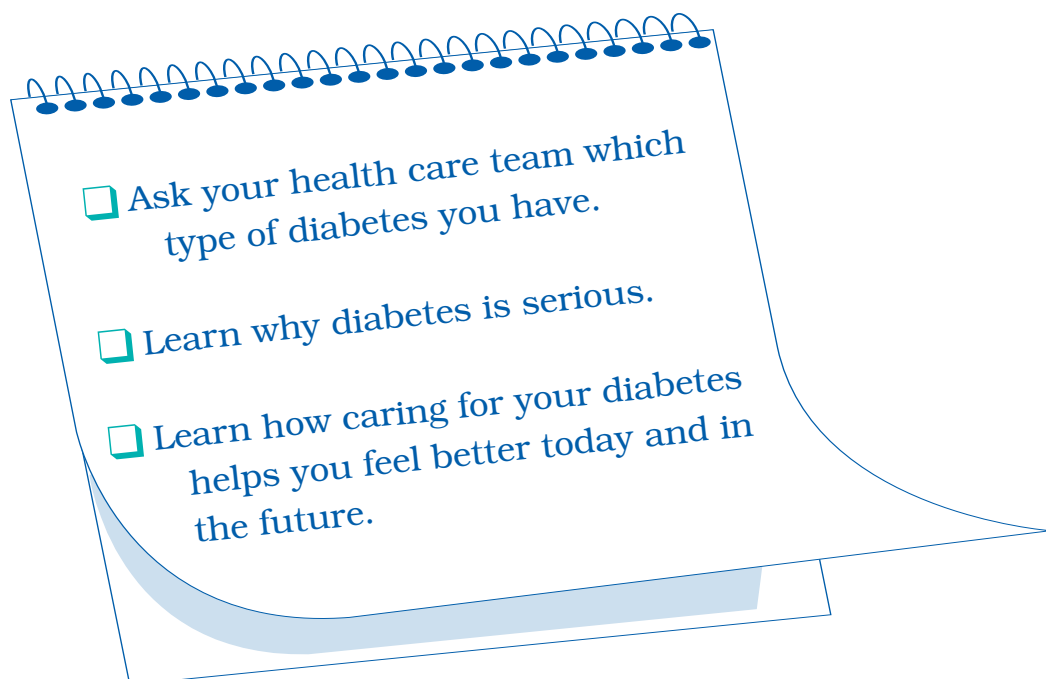 ❏ Ask your health care team which
type of diabetes you have.
❏ Learn why diabetes is serious.
❏ Learn how caring for your diabetes
helps you feel better today and in
the future.